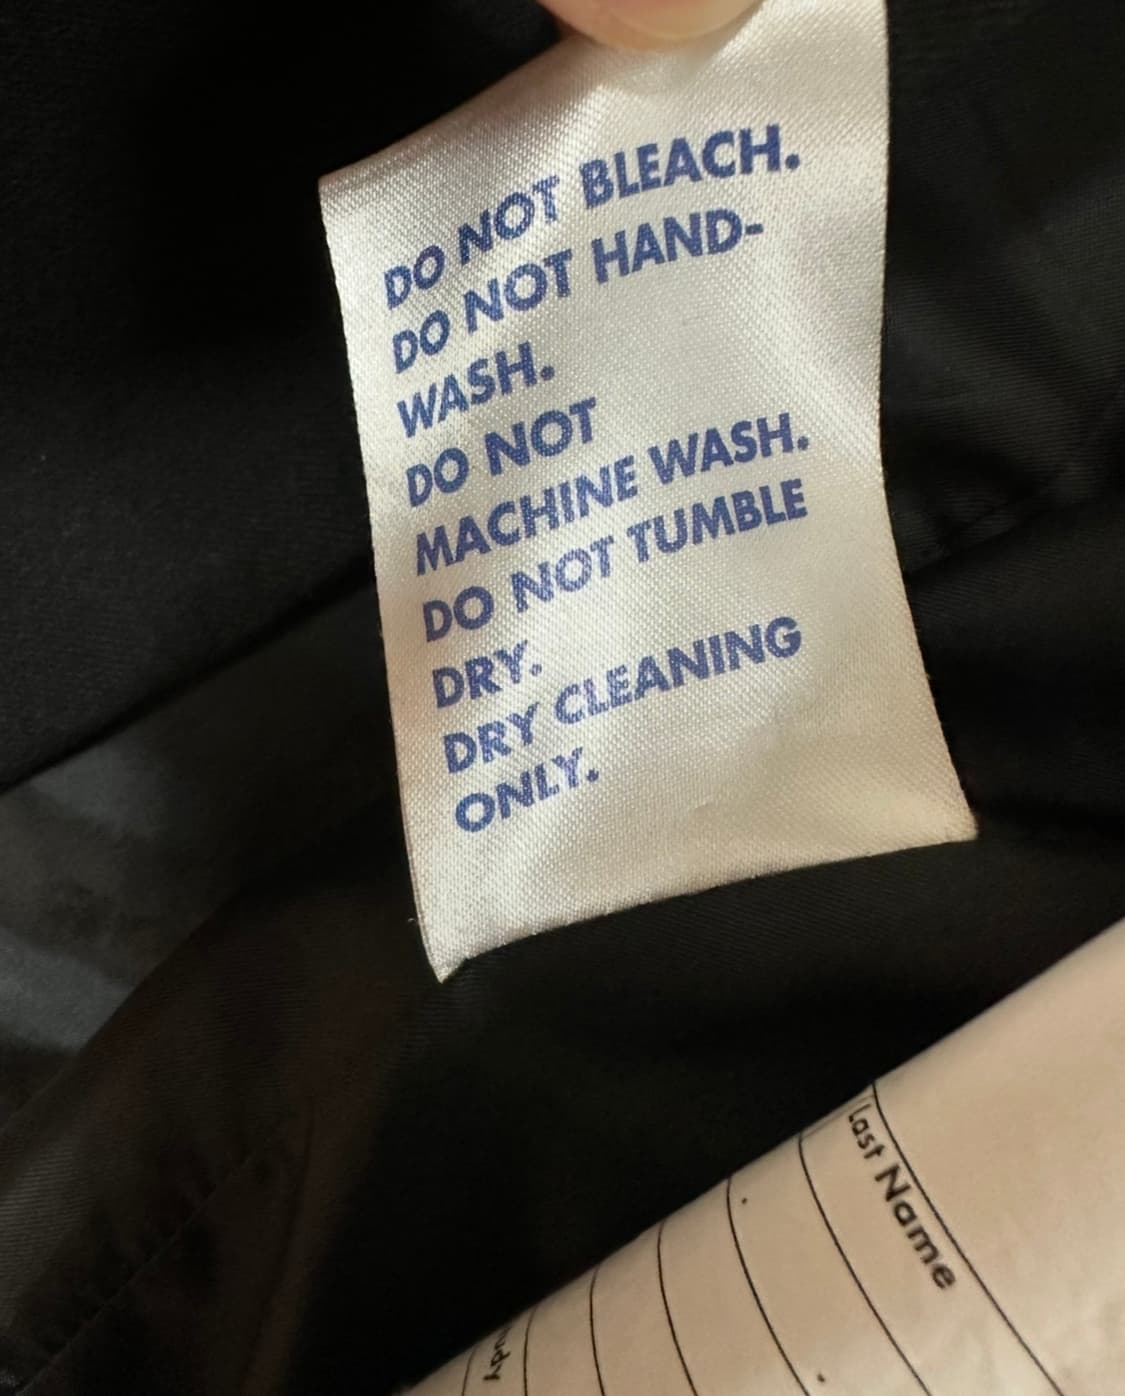 DO NOT BLEACH.
DO NOT HAND-
WASH.
DO NOT
MACHINE WASH.
DO NOT TUMBLE
DRY.
DRY CLEANING
ONLY.
Last Name